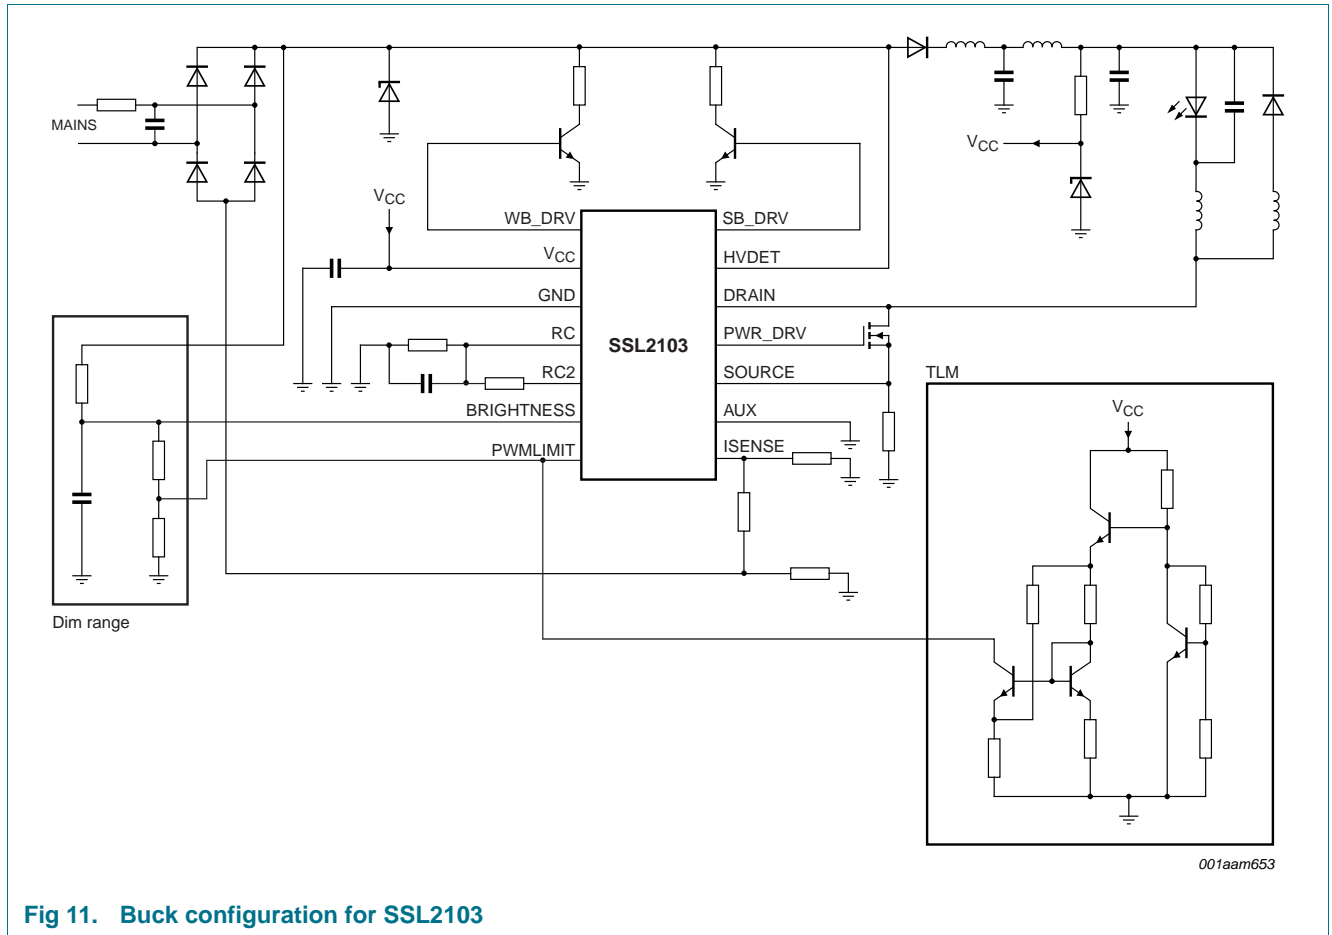 MAINS
VCC
VCC
WB_DRV
SB_DRV
VCC
HVDET
GND
DRAIN
RC
SSL2103
PWR_DRV
RC2
SOURCE
TLM
BRIGHTNESS
AUX
VCC
PWMLIMIT
ISENSE
Dim range
001aam653
Fig 11. Buck configuration for SSL2103